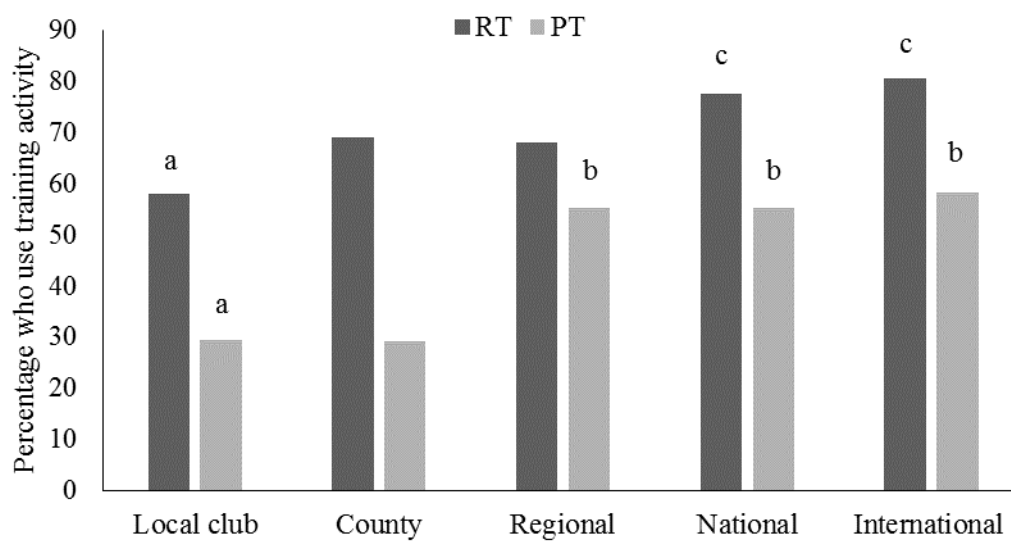 Percentage who use training activity
RT PT
90
80
70
60
50
40
30
20
10
0
a
a
b
c
b
c
b
Local club County Regional National International